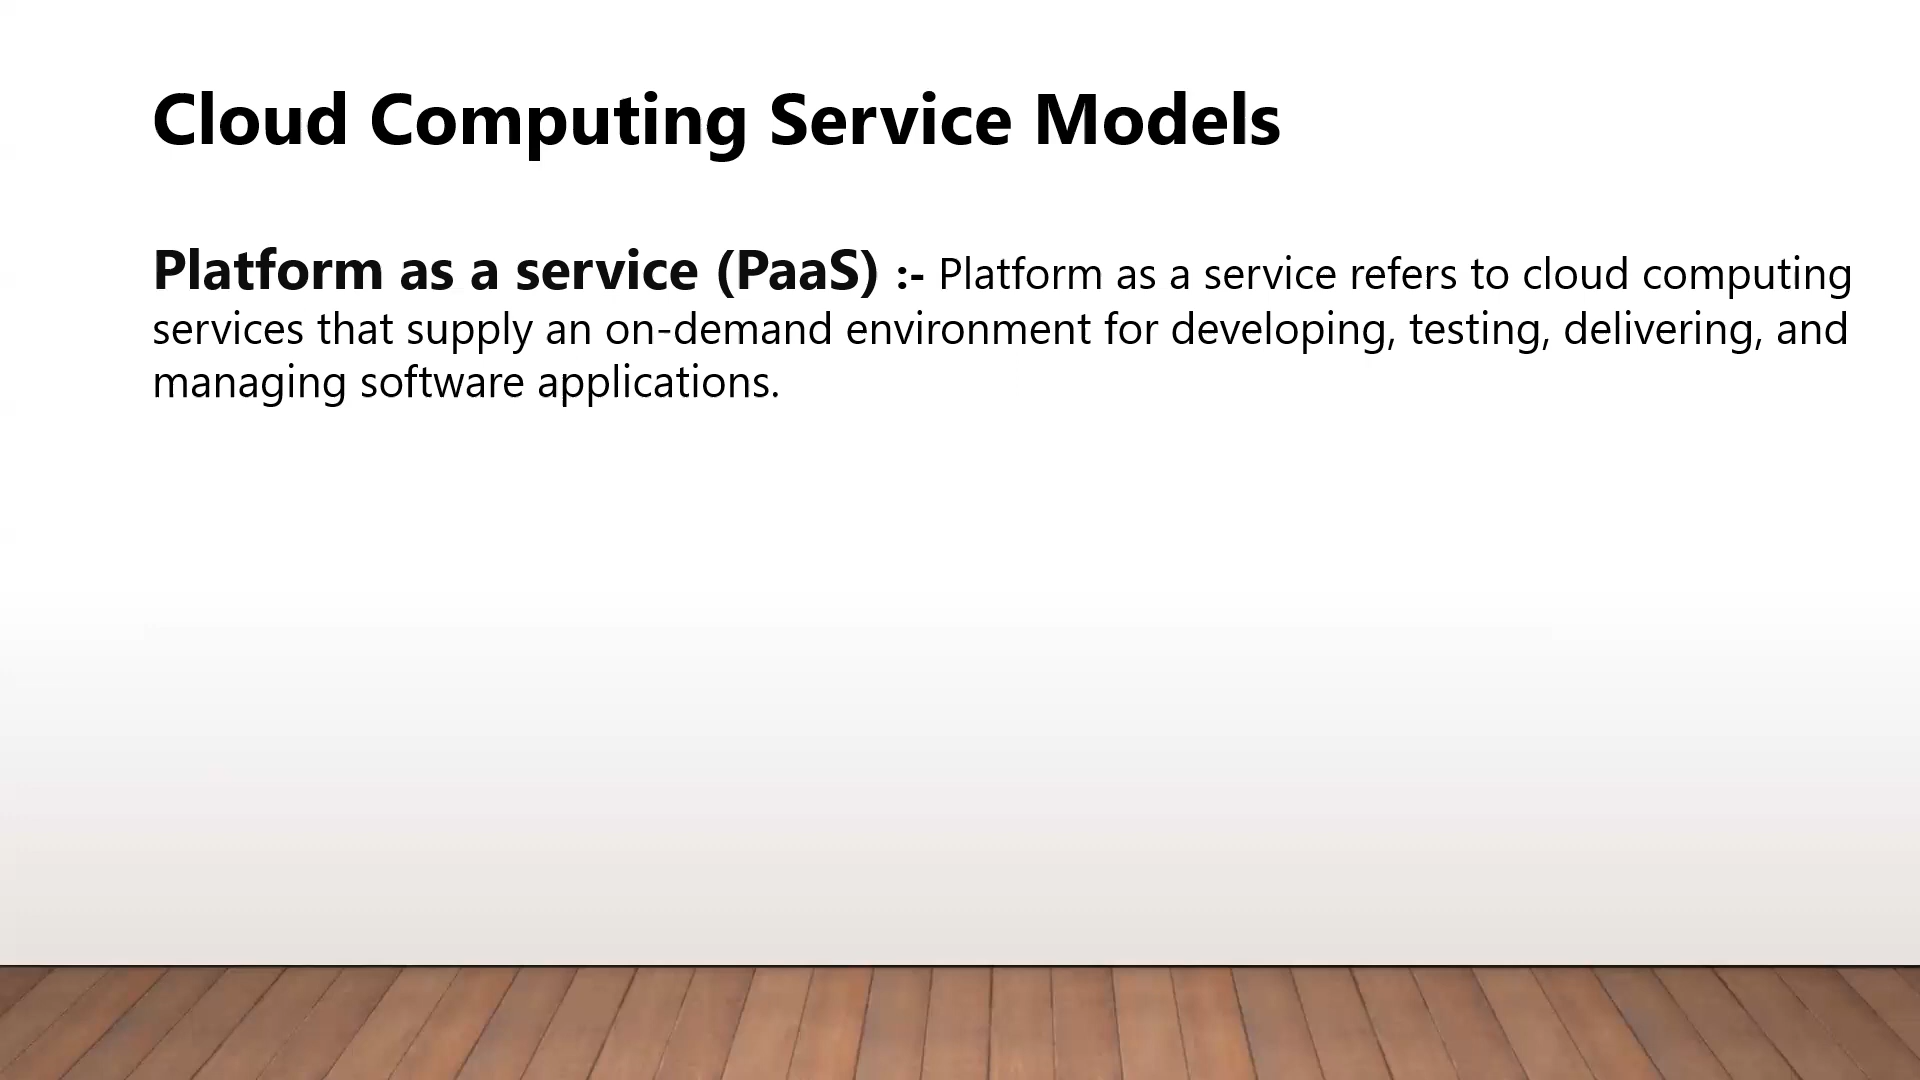 Cloud Computing Service Models
Platform as a service (PaaS) :- Platform as a service refers to cloud computing
services that supply an on-demand environment for developing, testing, delivering, and
managing software applications.